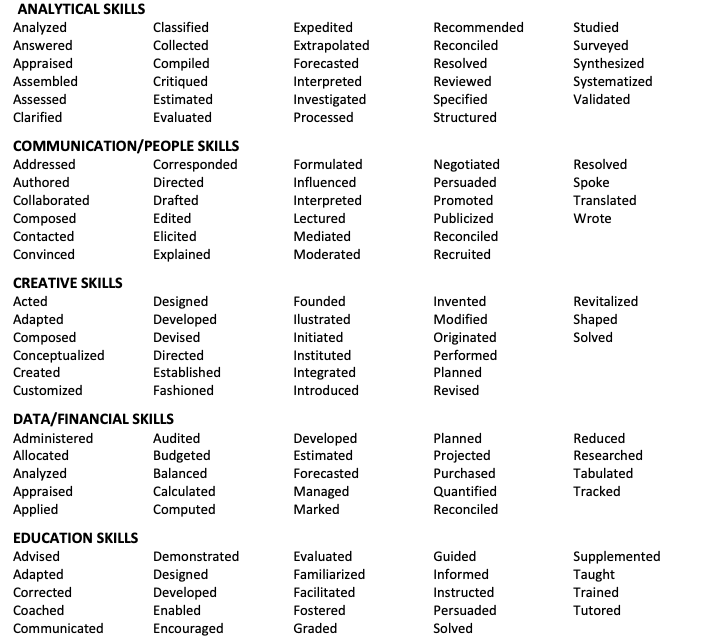 ANALYTICAL SKILLS
Analyzed Classified Expedited Recommended Studied
Answered Collected Extrapolated Reconciled Surveyed
Appraised Compiled Forecasted Resolved Synthesized
Assembled Critiqued Interpreted Reviewed Systematized
Assessed Estimated Investigated Specified Validated
Clarified Evaluated Processed Structured
COMMUNICATION/PEOPLE SKILLS
Addressed Corresponded Formulated Negotiated Resolved
Authored Directed Influenced Persuaded Spoke
Collaborated Drafted Interpreted Promoted Translated
Composed Edited Lectured Publicized Wrote
Contacted Elicited Mediated Reconciled
Convinced Explained Moderated Recruited
CREATIVE SKILLS
Acted Designed Founded Invented Revitalized
Adapted Developed Ilustrated Modified Shaped
Composed Devised Initiated Originated Solved
Conceptualized Directed Instituted Performed
Created Established Integrated Planned
Customized Fashioned Introduced Revised
DATA/FINANCIAL SKILLS
Administered Audited Developed Planned Reduced
Allocated Budgeted Estimated Projected Researched
Analyzed Balanced Forecasted Purchased Tabulated
Appraised Calculated Managed Quantified Tracked
Applied Computed Marked Reconciled
EDUCATION SKILLS
Advised Demonstrated Evaluated Guided Supplemented
Adapted Designed Familiarized Informed Taught
Corrected Developed Facilitated Instructed Trained
Coached Enabled Fostered Persuaded Tutored
Communicated Encouraged Graded Solved